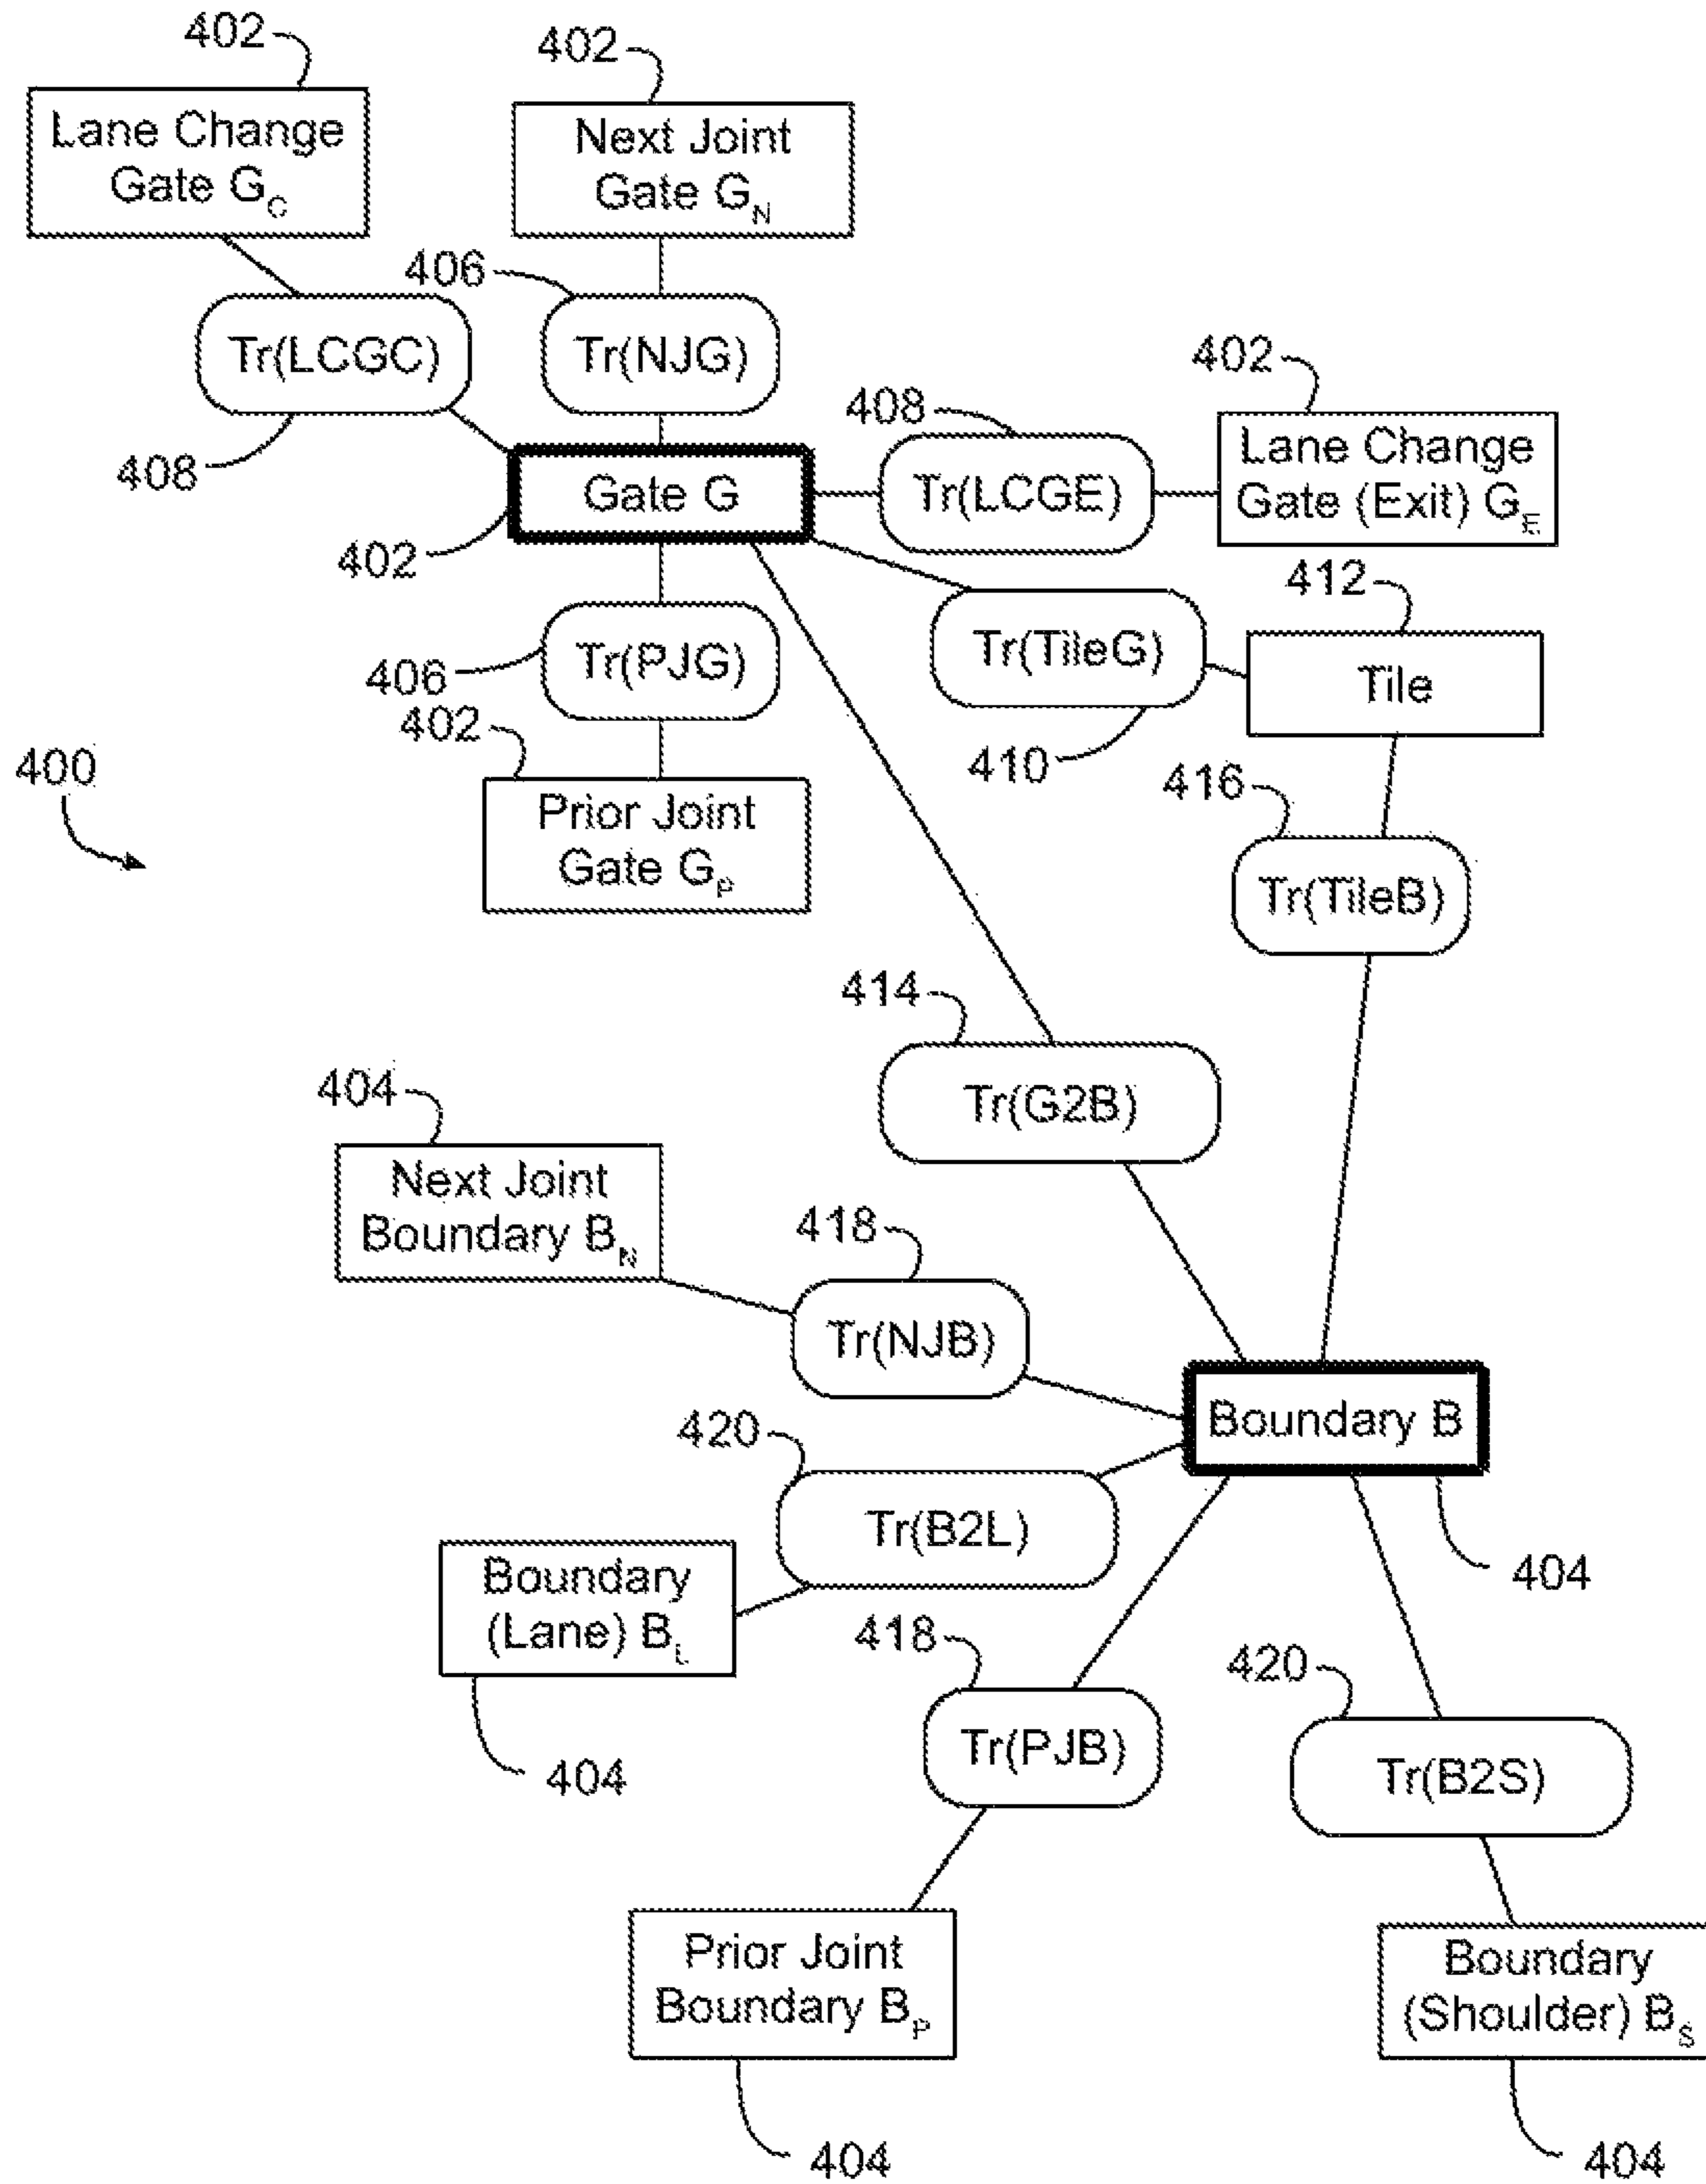 402
402
Lane Change
Gate G_C
Next Joint
Gate G_N
406
Tr(LCGC)
Tr(NJG)
402
408
408
Gate G
Tr(LCGE)
Lane Change
Gate (Exit) G_E
402
412
406
Tr(PJG)
Tr(TileG)
Tile
402
410
400
416
Prior Joint
Gate G_P
Tr(TileB)
414
404
Tr(G2B)
Next Joint
Boundary B_N
418
Tr(NJB)
420
Boundary B
Tr(B2L)
404
Boundary
(Lane) B_L
418
420
404
Tr(PJB)
Tr(B2S)
Prior Joint
Boundary B_P
Boundary
(Shoulder) B_S
404
404